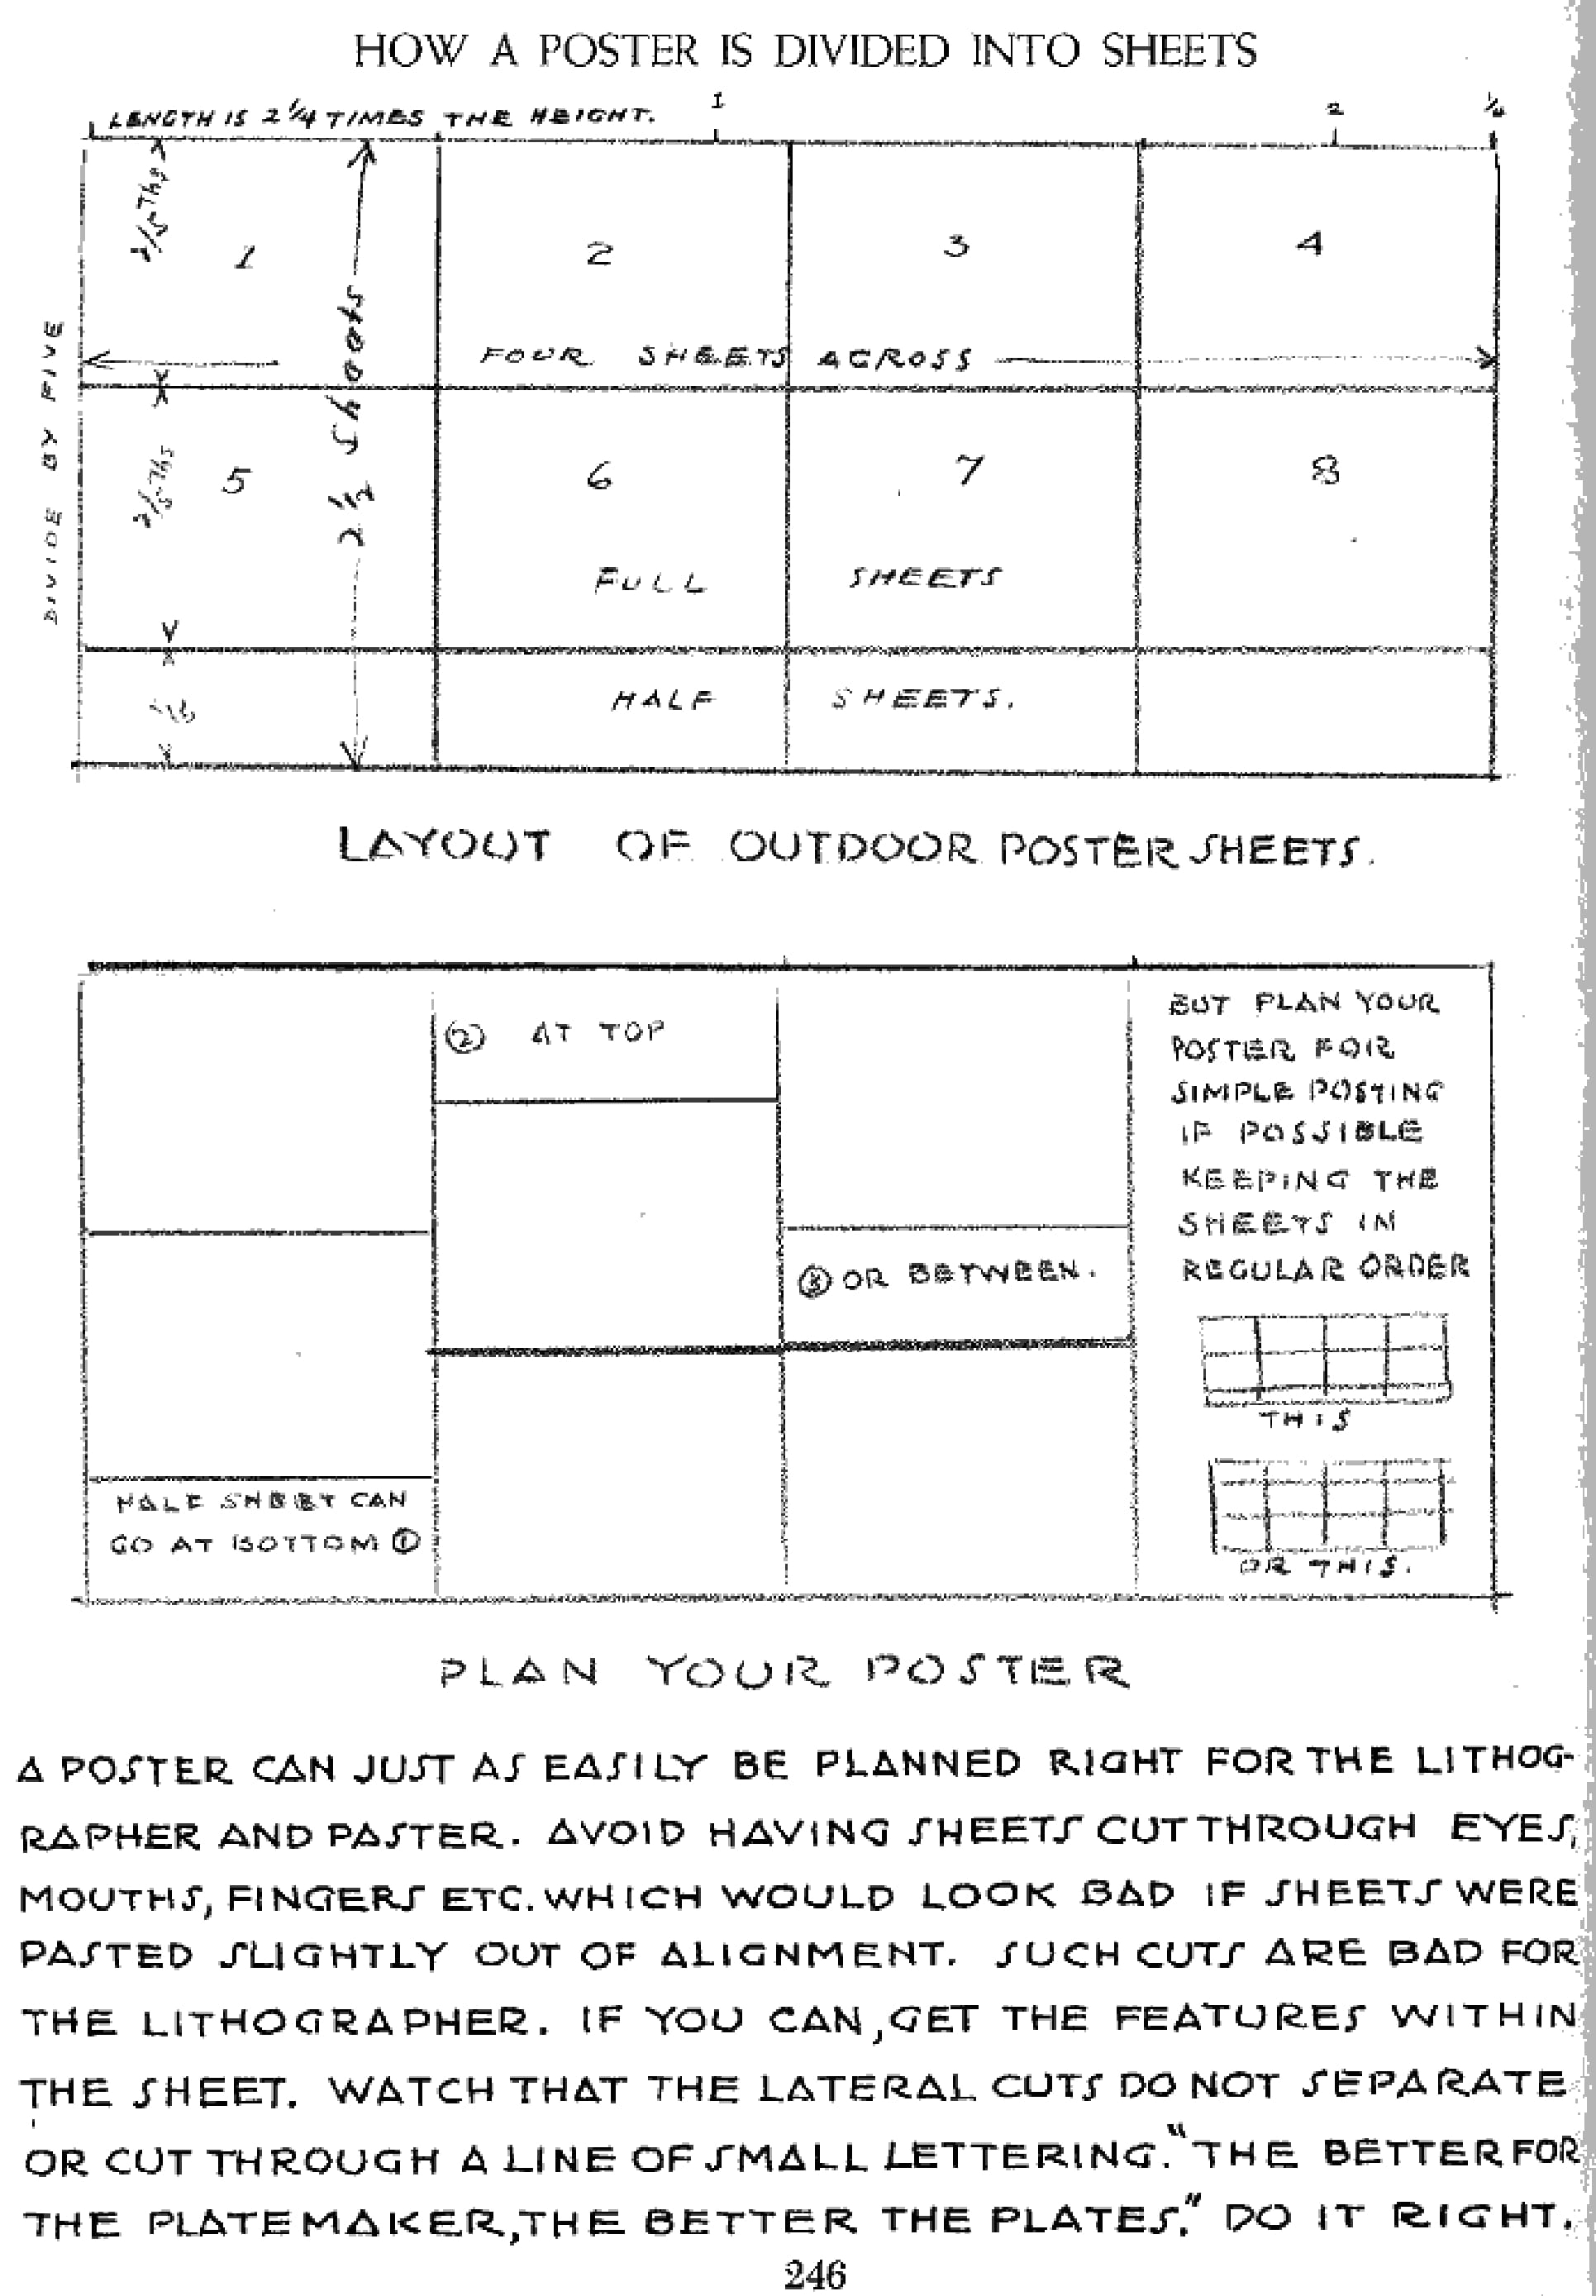 HOW A POSTER IS DIVIDED INTO SHEETS
LENGTH IS 2 1/4 TIMES THE HEIGHT.
1
2
1/4
2/5 Ths
1
2
3
4
DIVIDE BY FIVE
2 1/2 SHEETS
FOUR SHEETS ACROSS
2/5 Ths
5
6
7
8
FULL SHEETS
1/5
HALF SHEETS.
LAYOUT OF OUTDOOR POSTER SHEETS.
② AT TOP
③ OR BETWEEN.
HALF SHEET CAN
GO AT BOTTOM ①
BUT PLAN YOUR
POSTER FOR
SIMPLE POSTING
IF POSSIBLE
KEEPING THE
SHEETS IN
REGULAR ORDER
THIS
OR THIS.
PLAN YOUR POSTER
A POSTER CAN JUST AS EASILY BE PLANNED RIGHT FOR THE LITHOG-
RAPHER AND PASTER. AVOID HAVING SHEETS CUT THROUGH EYES,
MOUTHS, FINGERS ETC. WHICH WOULD LOOK BAD IF SHEETS WERE
PASTED SLIGHTLY OUT OF ALIGNMENT. SUCH CUTS ARE BAD FOR
THE LITHOGRAPHER. IF YOU CAN, GET THE FEATURES WITHIN
THE SHEET. WATCH THAT THE LATERAL CUTS DO NOT SEPARATE
OR CUT THROUGH A LINE OF SMALL LETTERING. "THE BETTER FOR
THE PLATEMAKER, THE BETTER THE PLATES." DO IT RIGHT.
246